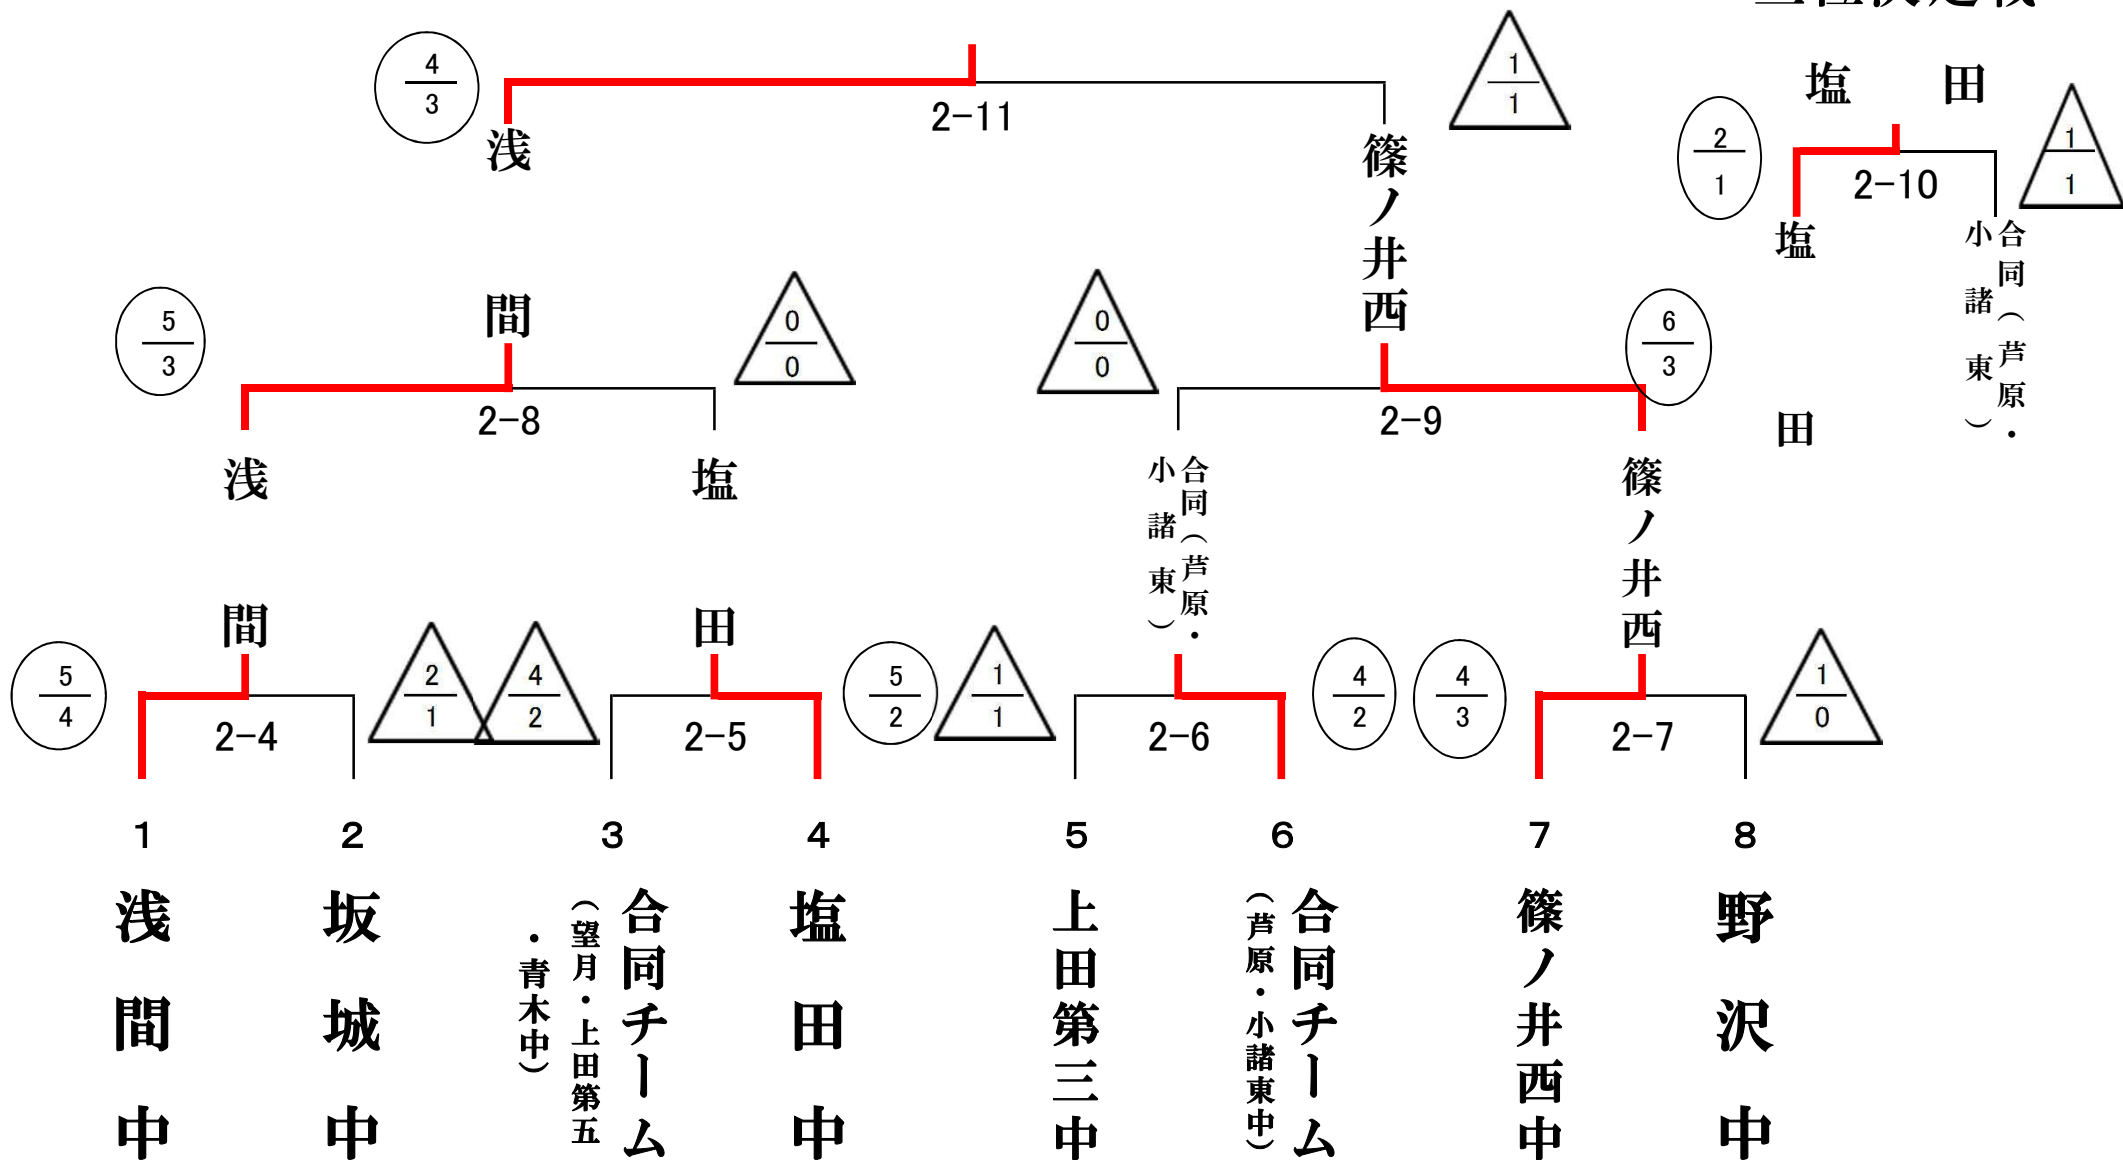 三位決定戦
4
3
1
1
2-11
浅間
篠ノ井西
塩田
2
1
1
1
2-10
塩田
合同(芦原・
小諸東)
5
3
0
0
2-8
0
0
6
3
2-9
浅間
塩田
合同(芦原・
小諸東)
篠ノ井西
5
4
2
1
2-4
4
2
5
2
2-5
1
1
4
2
2-6
4
3
1
0
2-7
1
浅間中
2
坂城中
3
合同チーム
(望月・上田第五
・青木中)
4
塩田中
5
上田第三中
6
合同チーム
(芦原・小諸東中)
7
篠ノ井西中
8
野沢中